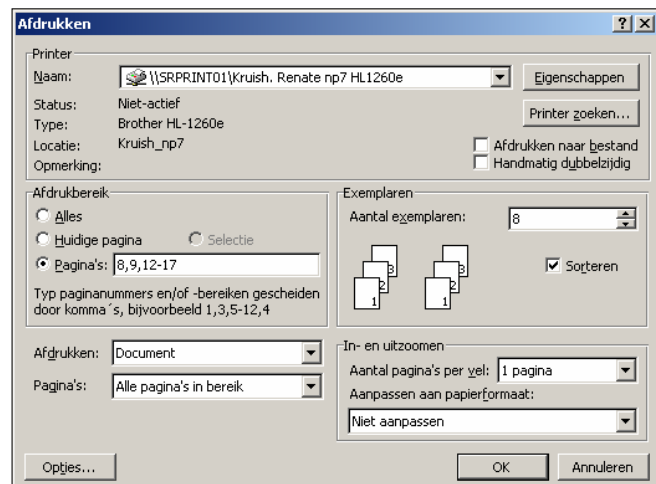 Afdrukken
Printer
Naam: \\SRPRINT01\Kruish. Renate np7 HL1260e Eigenschappen
Status: Niet-actief
Printer zoeken...
Type: Brother HL-1260e
Locatie: Kruish_np7
Afdrukken naar bestand
Opmerking:
Handmatig dubbelzijdig
Afdrukbereik
Alles
Huidige pagina Selectie
Pagina's: 8,9,12-17
Typ paginanummers en/of -bereiken gescheiden
door komma´s, bijvoorbeeld 1,3,5-12,4
Exemplaren
Aantal exemplaren: 8
3 3
2 2
1 1
Sorteren
Afdrukken: Document
Pagina's: Alle pagina's in bereik
In- en uitzoomen
Aantal pagina's per vel: 1 pagina
Aanpassen aan papierformaat:
Niet aanpassen
Opties... OK Annuleren